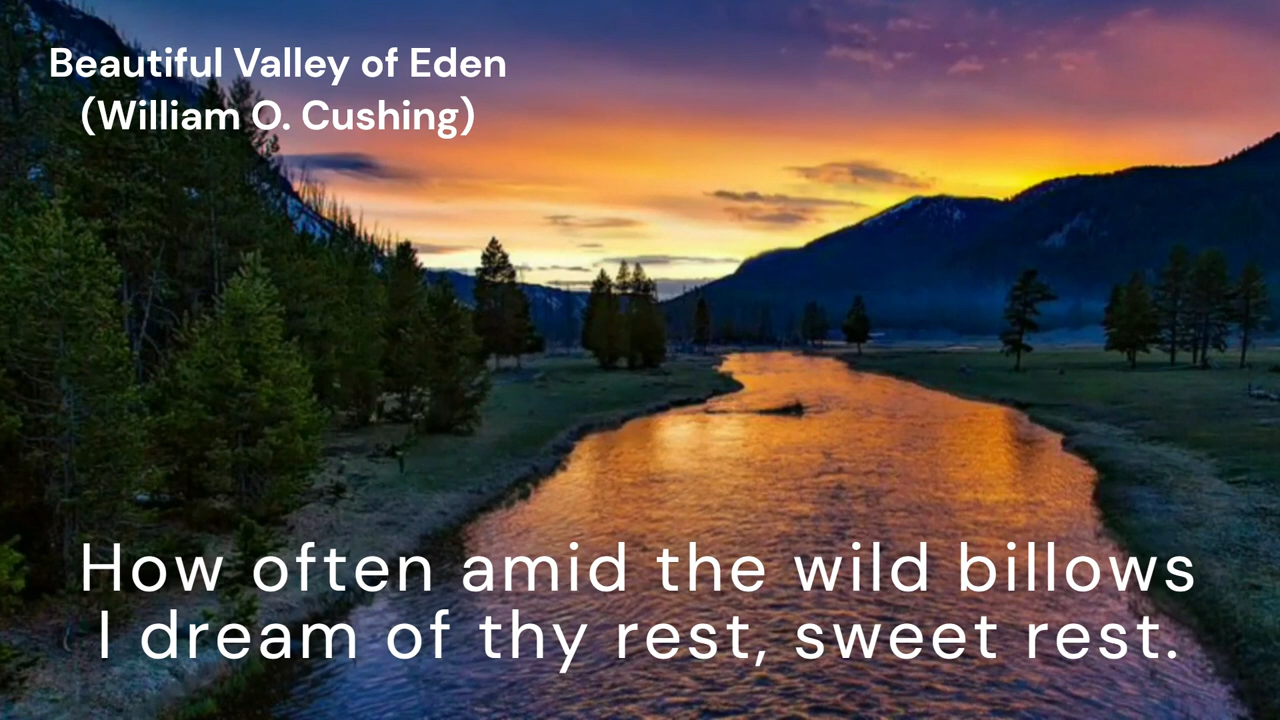 Beautiful Valley of Eden
(William O. Cushing)
How often amid the wild billows
I dream of thy rest, sweet rest.